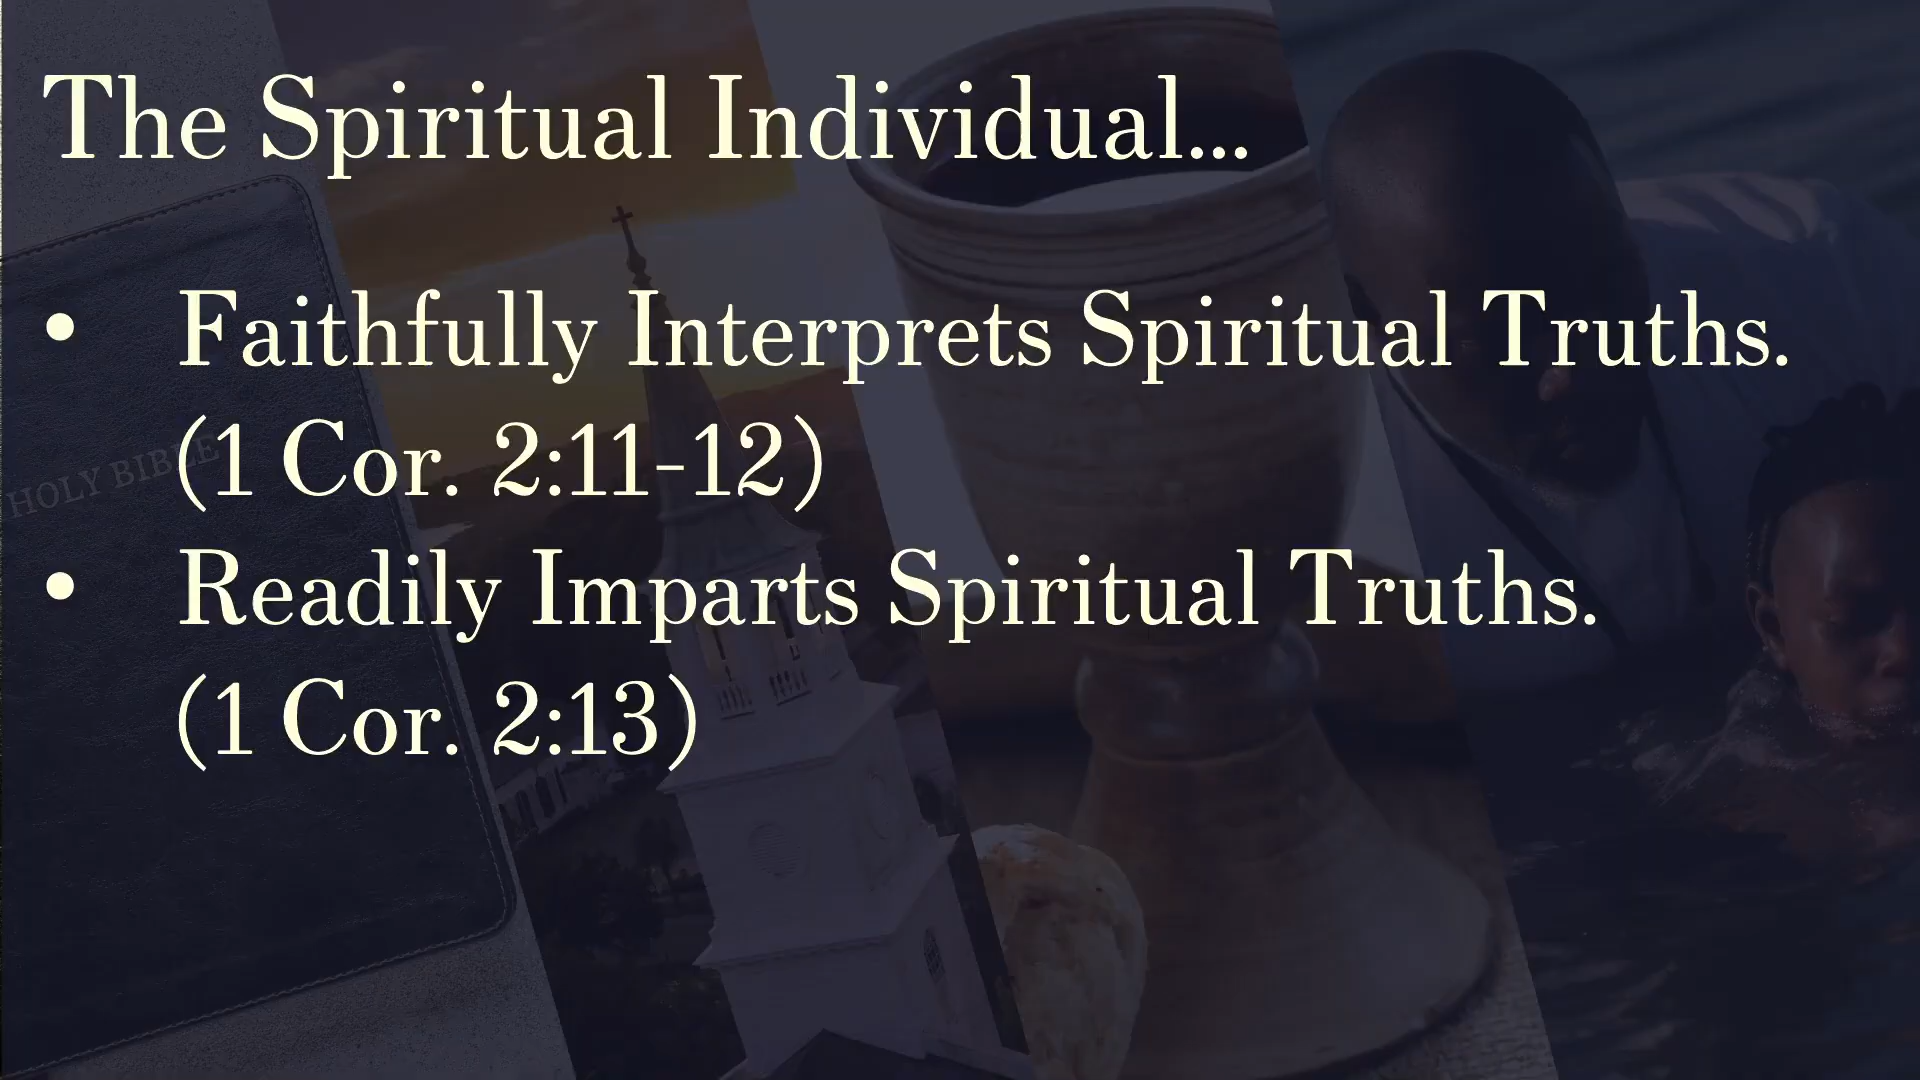 The Spiritual Individual...
• Faithfully Interprets Spiritual Truths.
(1 Cor. 2:11-12)
HOLY BIBLE
• Readily Imparts Spiritual Truths.
(1 Cor. 2:13)